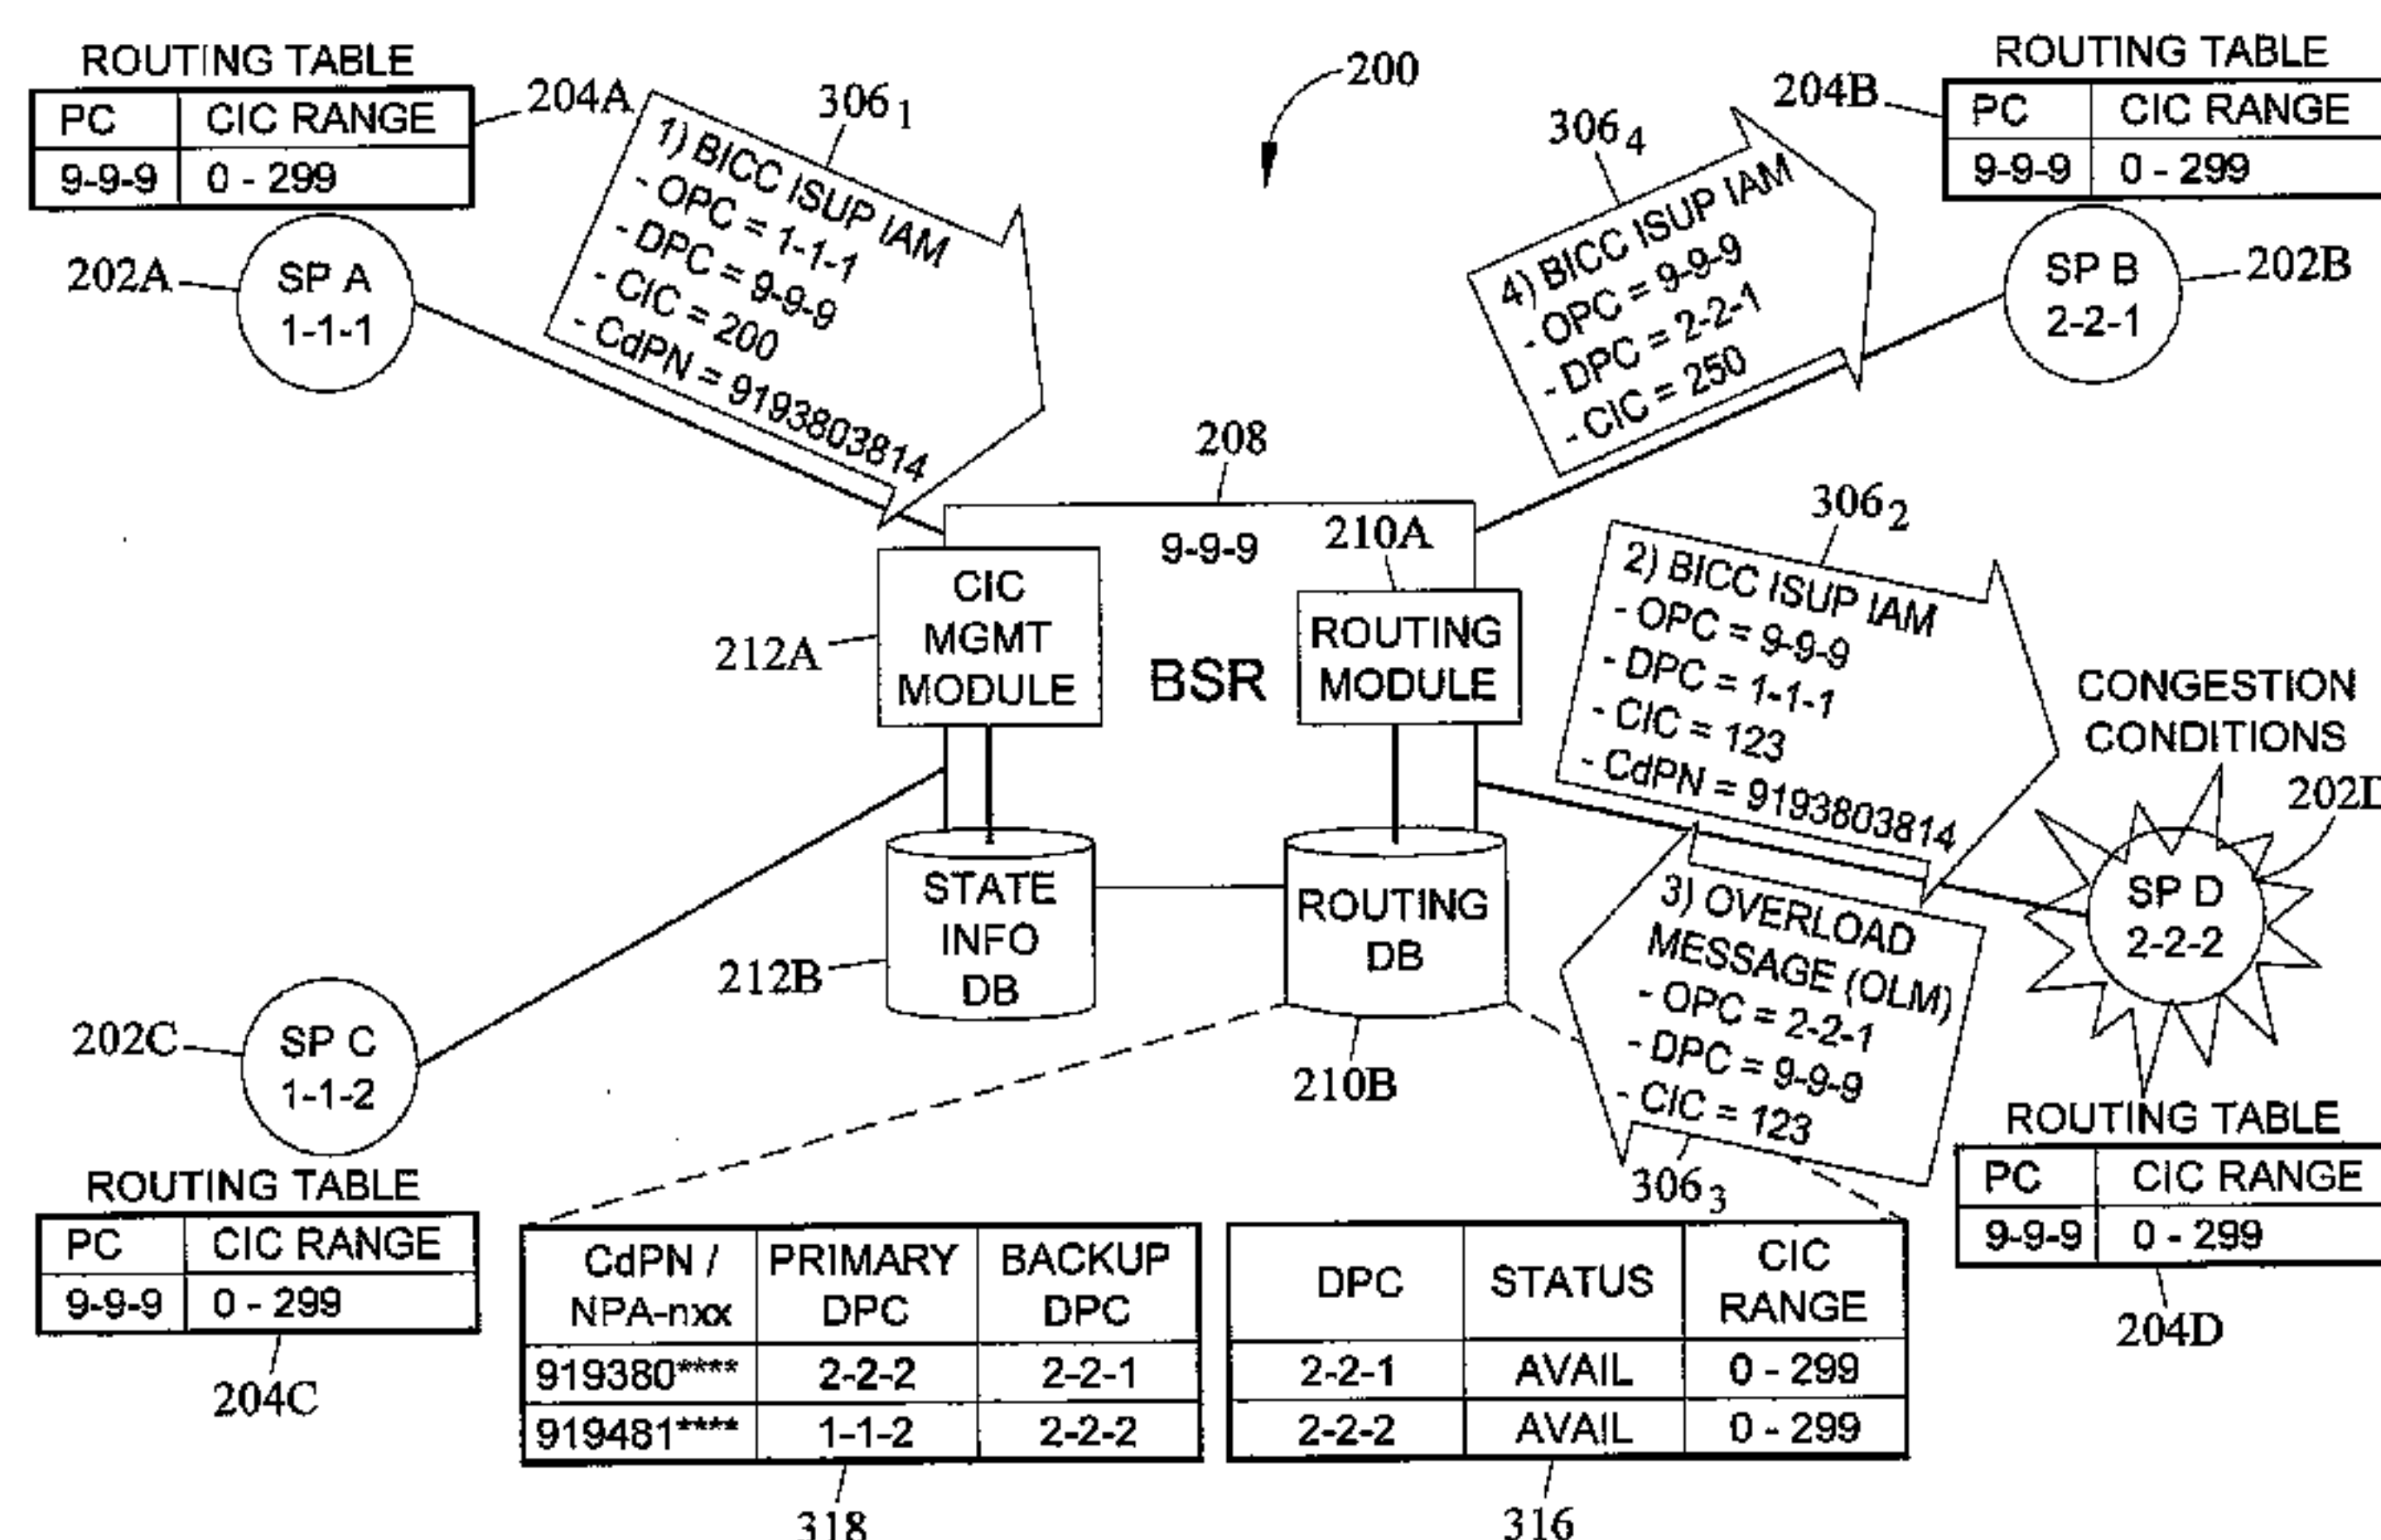 ROUTING TABLE
PC CIC RANGE
9-9-9 0 - 299
204A
202A
SP A
1-1-1
306₁
1) BICC ISUP IAM
- OPC = 1-1-1
- DPC = 9-9-9
- CIC = 200
- CdPN = 9193803814
200
306₄
4) BICC ISUP IAM
- OPC = 9-9-9
- DPC = 2-2-1
- CIC = 250
ROUTING TABLE
204B
PC CIC RANGE
9-9-9 0 - 299
SP B
2-2-1
202B
208
9-9-9
210A
CIC
MGMT
MODULE
212A
BSR
ROUTING
MODULE
306₂
2) BICC ISUP IAM
- OPC = 9-9-9
- DPC = 1-1-1
- CIC = 123
- CdPN = 9193803814
CONGESTION
CONDITIONS
202D
SP D
2-2-2
STATE
INFO
DB
212B
ROUTING
DB
210B
3) OVERLOAD
MESSAGE (OLM)
- OPC = 2-2-1
- DPC = 9-9-9
- CIC = 123
306₃
202C
SP C
1-1-2
ROUTING TABLE
PC CIC RANGE
9-9-9 0 - 299
204C
ROUTING TABLE
PC CIC RANGE
9-9-9 0 - 299
204D
CdPN / NPA-nxx PRIMARY DPC BACKUP DPC
919380**** 2-2-2 2-2-1
919481**** 1-1-2 2-2-2
318
DPC STATUS CIC RANGE
2-2-1 AVAIL 0 - 299
2-2-2 AVAIL 0 - 299
316